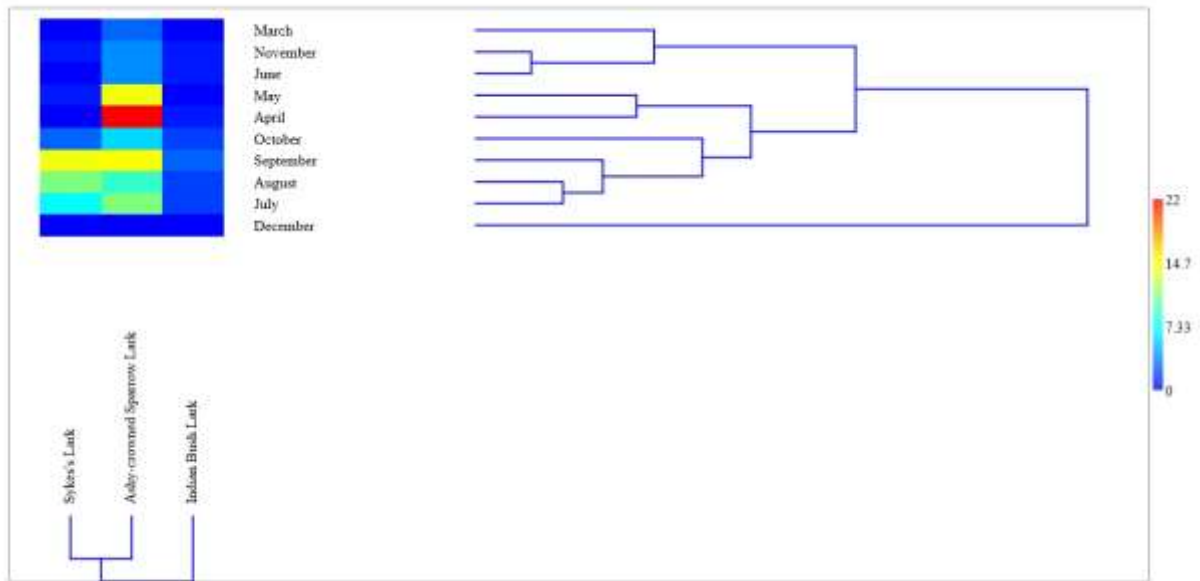 March
November
June
May
April
October
September
August
July
December
22
14.7
7.33
0
Sykes's Lark
Ashy-crowned Sparrow Lark
Indian Bush Lark